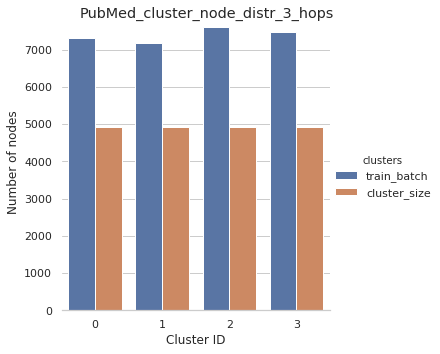 PubMed_cluster_node_distr_3_hops
Number of nodes
7000
6000
5000
4000
3000
2000
1000
0
0 1 2 3
Cluster ID
clusters
train_batch
cluster_size